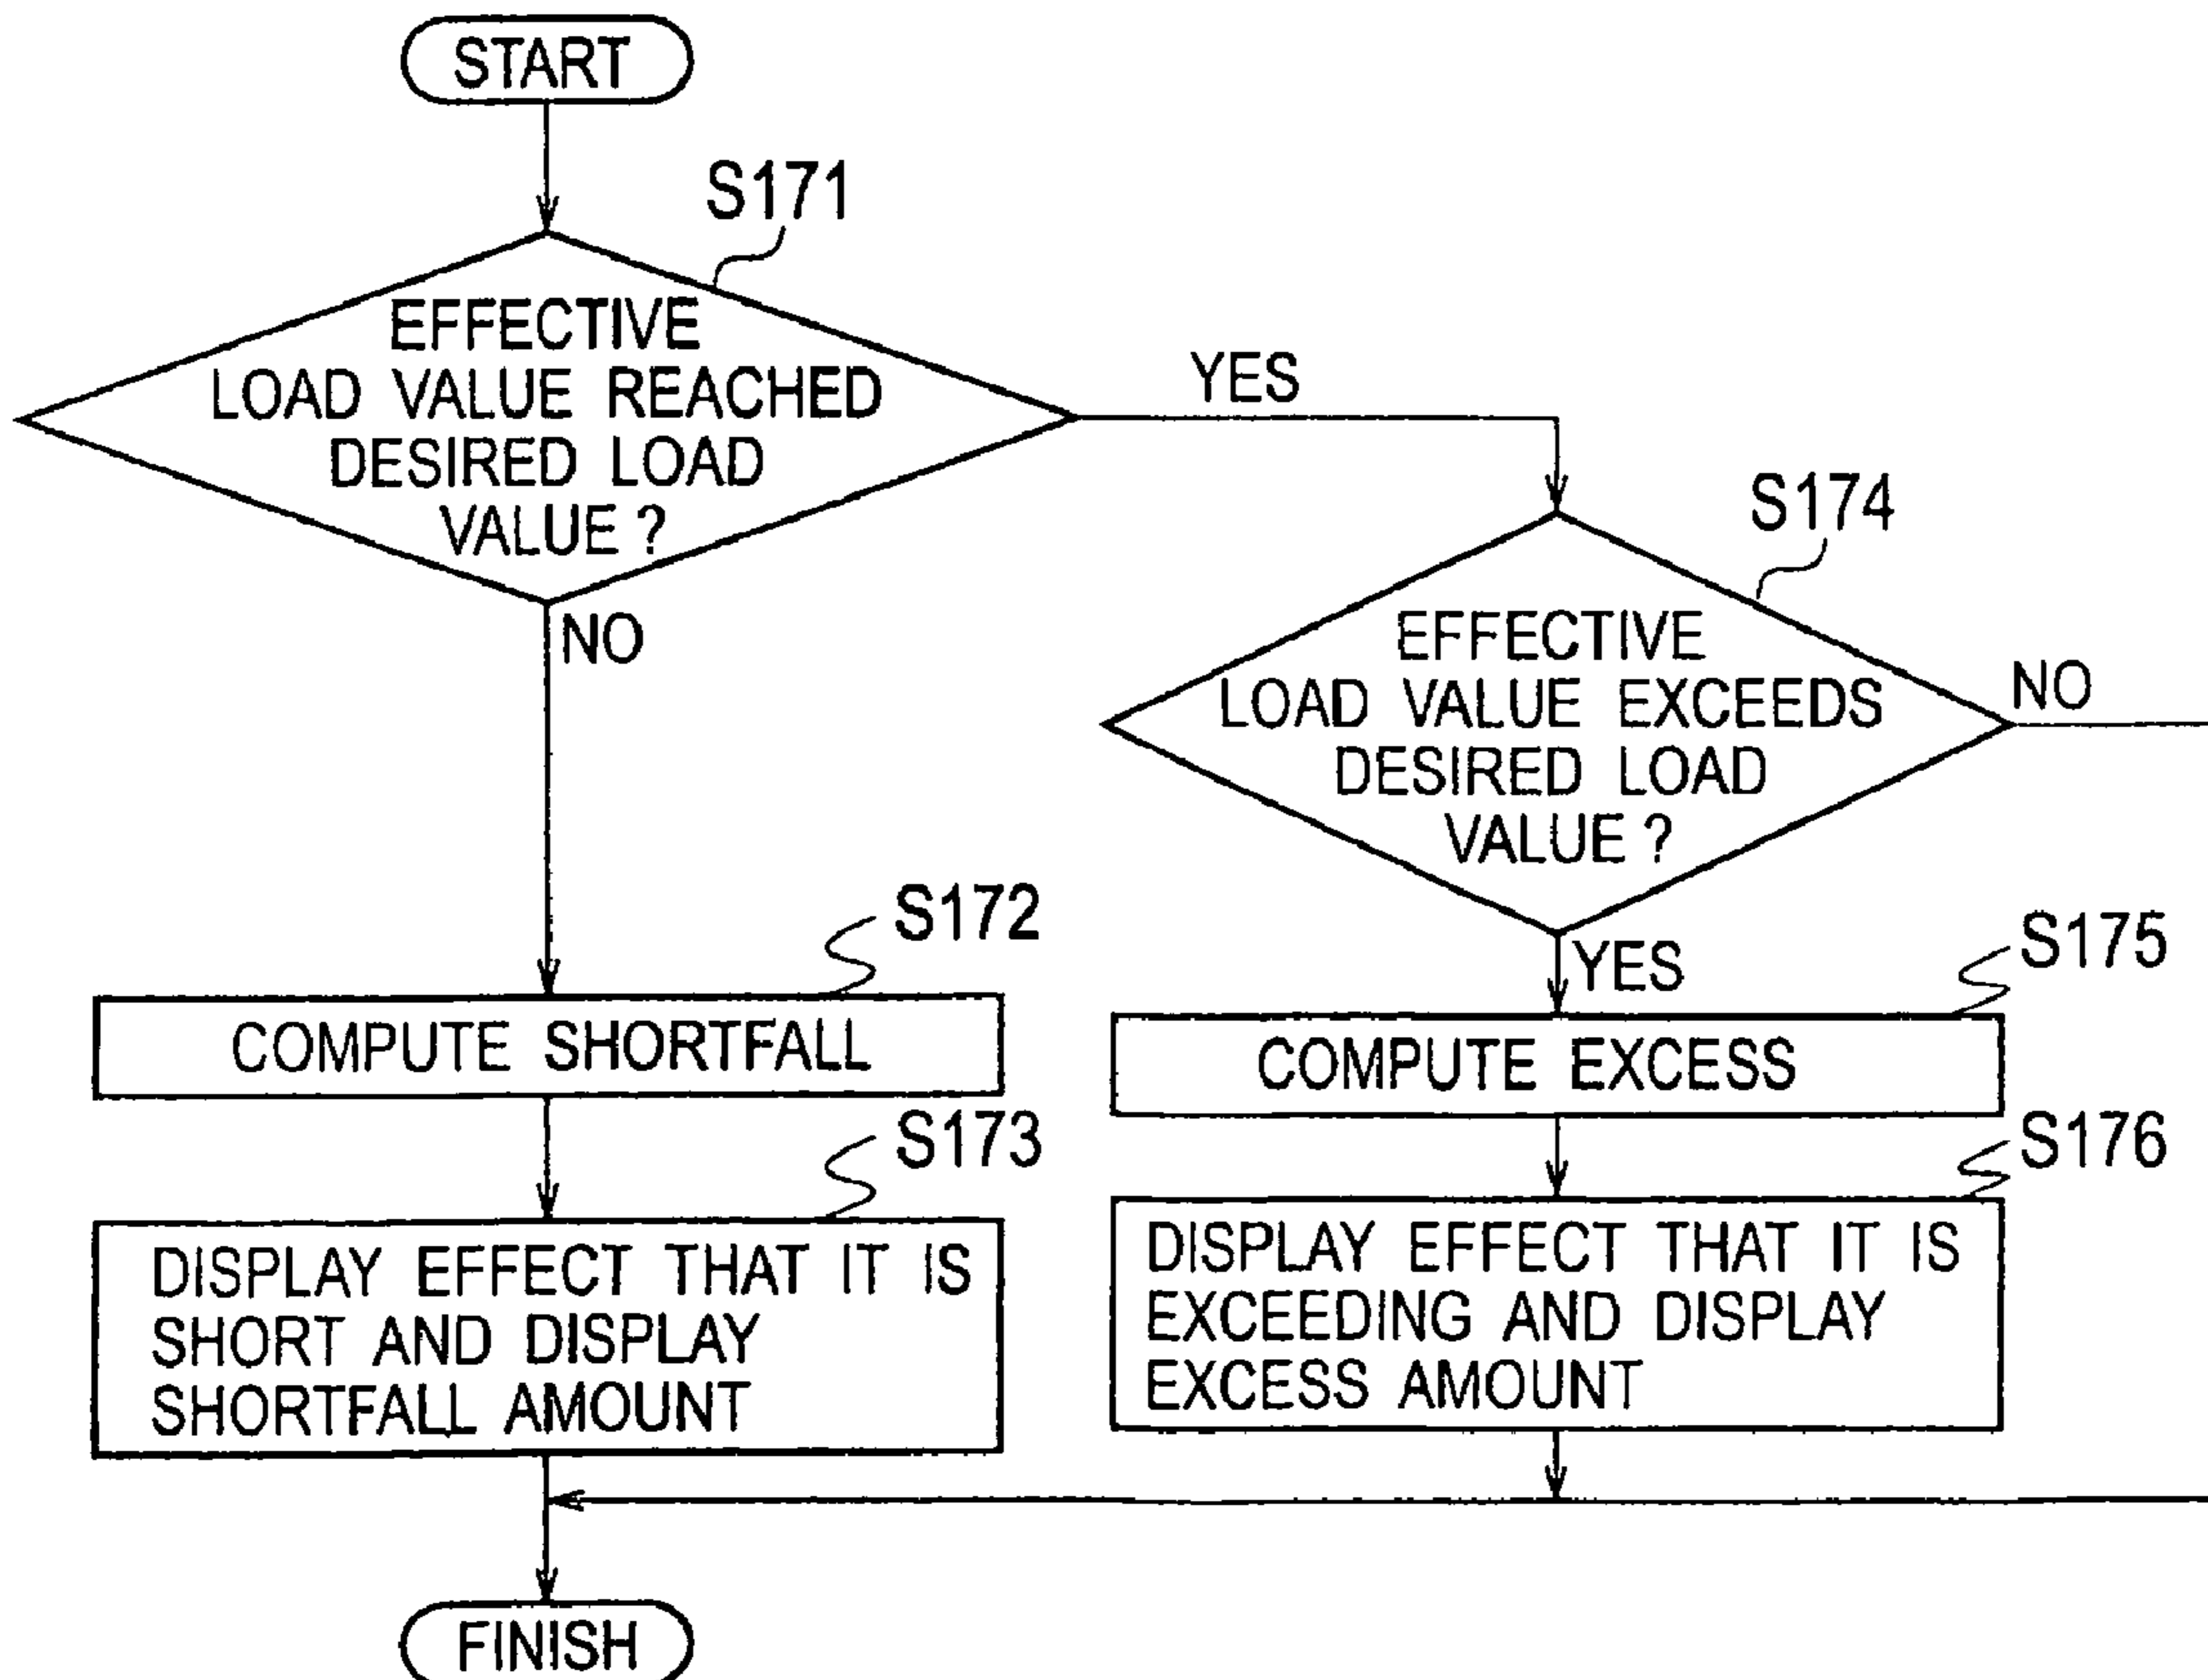 START
S171
EFFECTIVE
LOAD VALUE REACHED
DESIRED LOAD
VALUE ?
YES
NO
S174
EFFECTIVE
LOAD VALUE EXCEEDS
DESIRED LOAD
VALUE ?
NO
YES
S172
COMPUTE SHORTFALL
S173
DISPLAY EFFECT THAT IT IS
SHORT AND DISPLAY
SHORTFALL AMOUNT
S175
COMPUTE EXCESS
S176
DISPLAY EFFECT THAT IT IS
EXCEEDING AND DISPLAY
EXCESS AMOUNT
FINISH